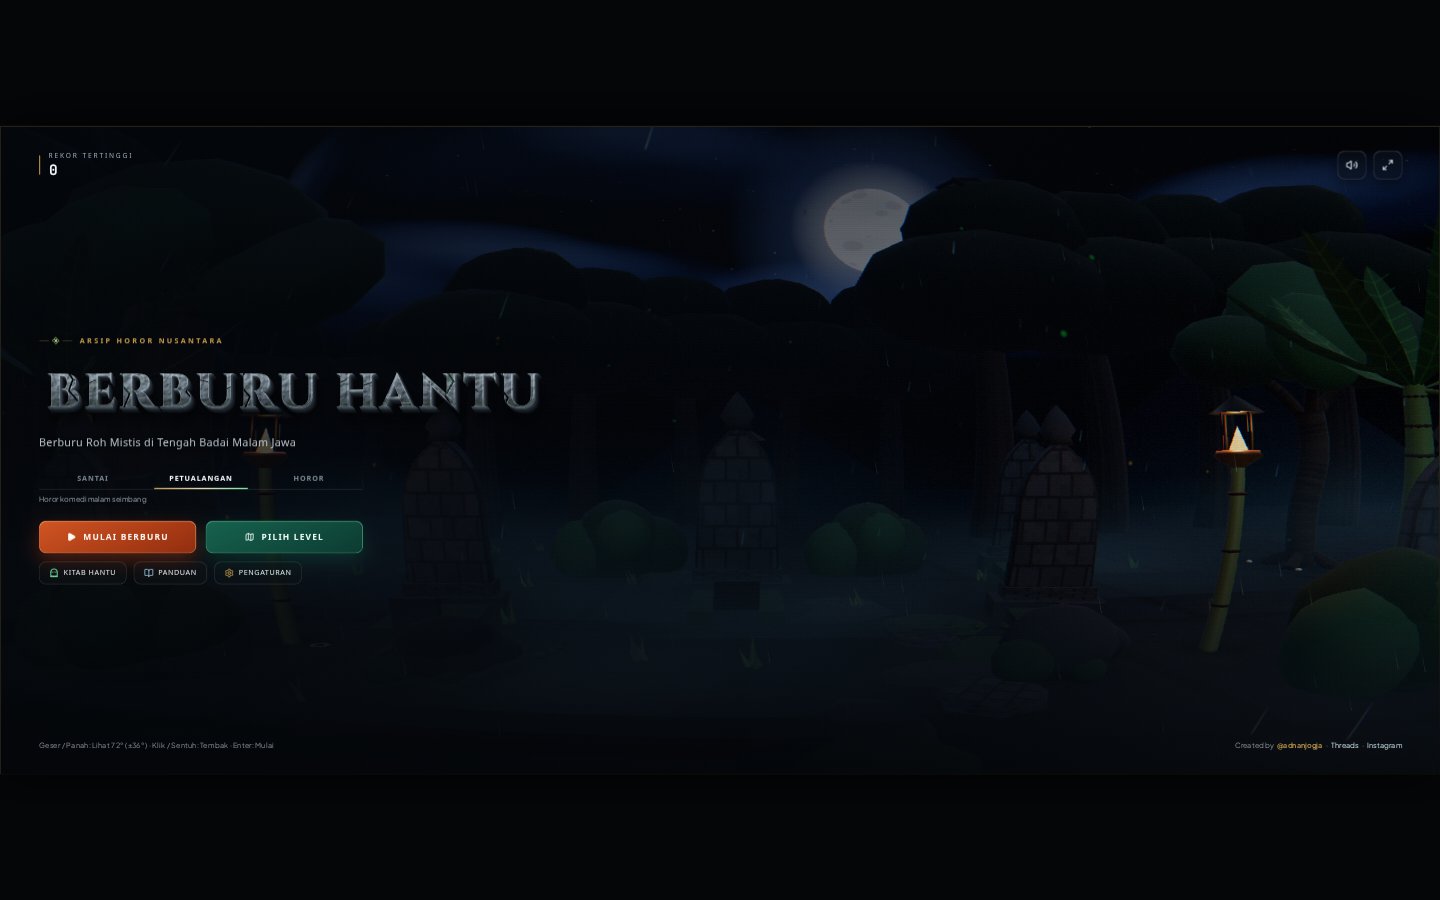 REKOR TERTINGGI
0
ARSIP HOROR NUSANTARA
BERBURU HANTU
Berburu Roh Mistis di Tengah Badai Malam Jawa
SANTAI PETUALANGAN HOROR
Horor komedi malam seimbang
MULAI BERBURU PILIH LEVEL
KITAB HANTU PANDUAN PENGATURAN
Geser / Panah: Lihat 72° (±36°) · Klik / Sentuh: Tembak · Enter: Mulai
Created by @adnanjogja · Threads · Instagram